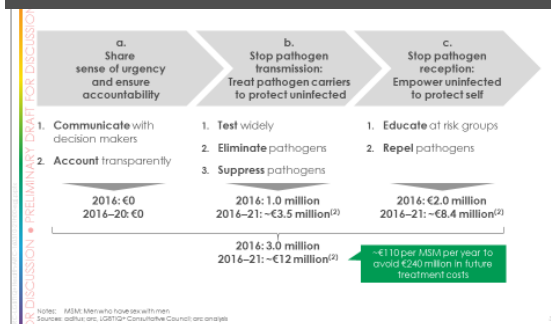 FOR DISCUSSION ● PRELIMINARY DRAFT FOR DISCUSSION
a.
Share
sense of urgency
and ensure
accountability
b.
Stop pathogen
transmission:
Treat pathogen carriers
to protect uninfected
c.
Stop pathogen
reception:
Empower uninfected
to protect self
1. Communicate with
decision makers
2. Account transparently
1. Test widely
2. Eliminate pathogens
3. Suppress pathogens
1. Educate at risk groups
2. Repel pathogens
2016: €0
2016–20: €0
2016: 1.0 million
2016–21: ~€3.5 million(2)
2016: €2.0 million
2016–21: ~€8.4 million(2)
2016: 3.0 million
2016–21: ~€12 million(2)
~€110 per MSM per year to
avoid €240 million in future
treatment costs
Notes: MSM: Men who have sex with men
Sources: aditus; arc, LGBTIQ+ Consultative Council; arc analysis